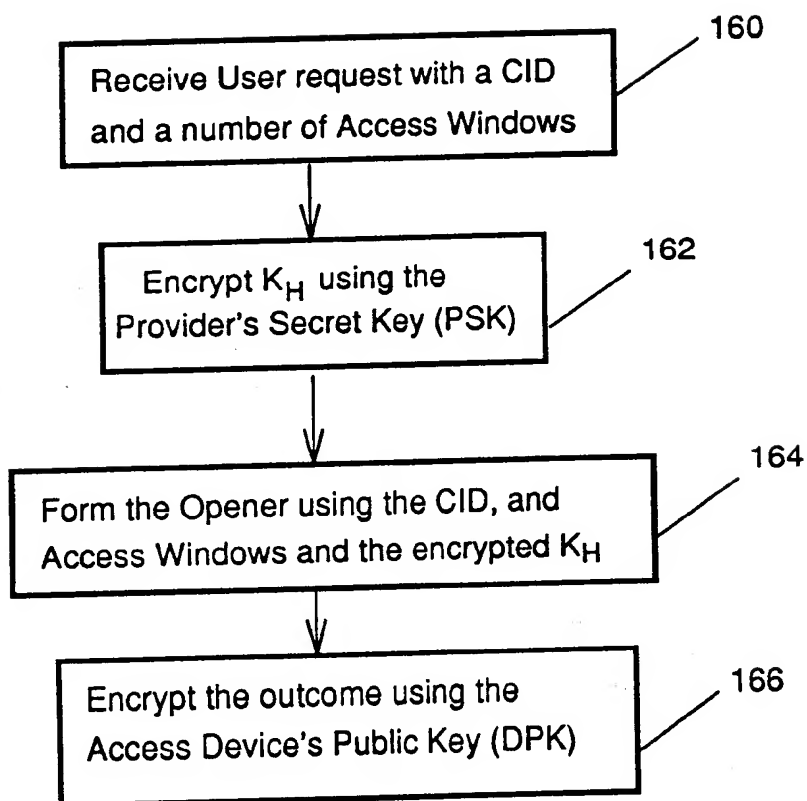 160
Receive User request with a CID
and a number of Access Windows
162
Encrypt KH using the
Provider's Secret Key (PSK)
164
Form the Opener using the CID, and
Access Windows and the encrypted KH
166
Encrypt the outcome using the
Access Device's Public Key (DPK)